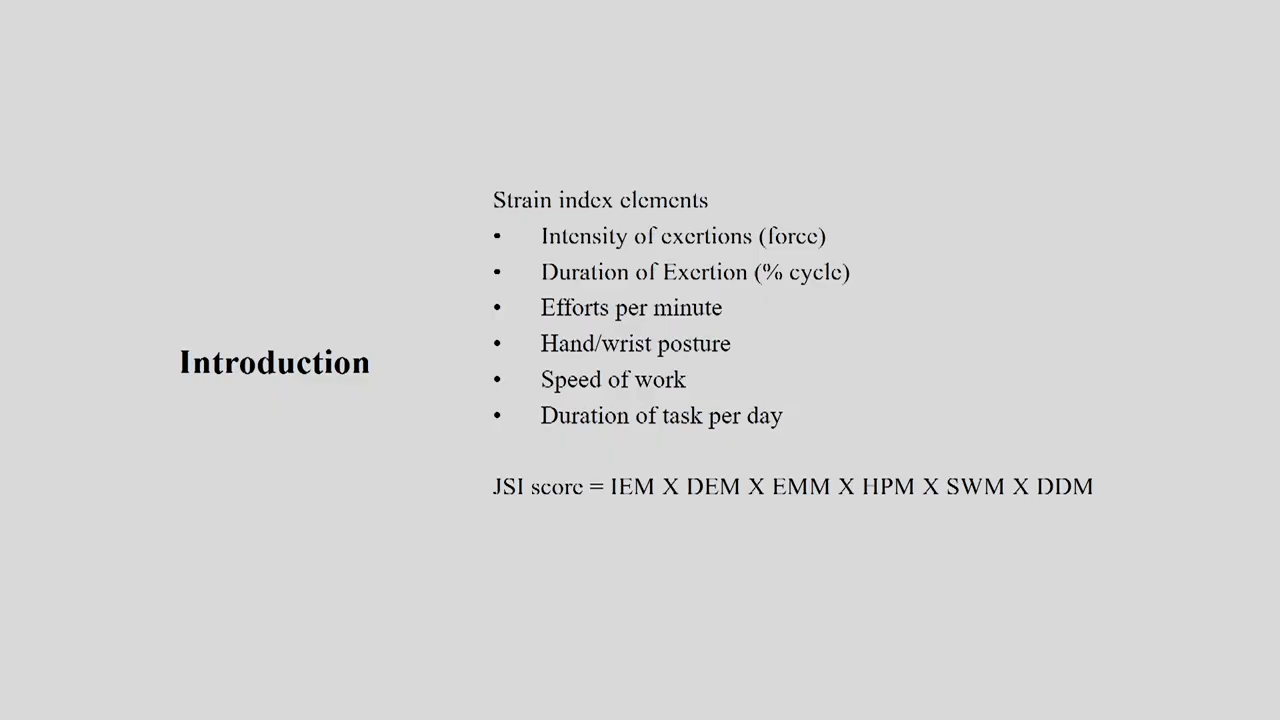 Introduction
Strain index elements
• Intensity of exertions (force)
• Duration of Exertion (% cycle)
• Efforts per minute
• Hand/wrist posture
• Speed of work
• Duration of task per day
JSI score = IEM X DEM X EMM X HPM X SWM X DDM